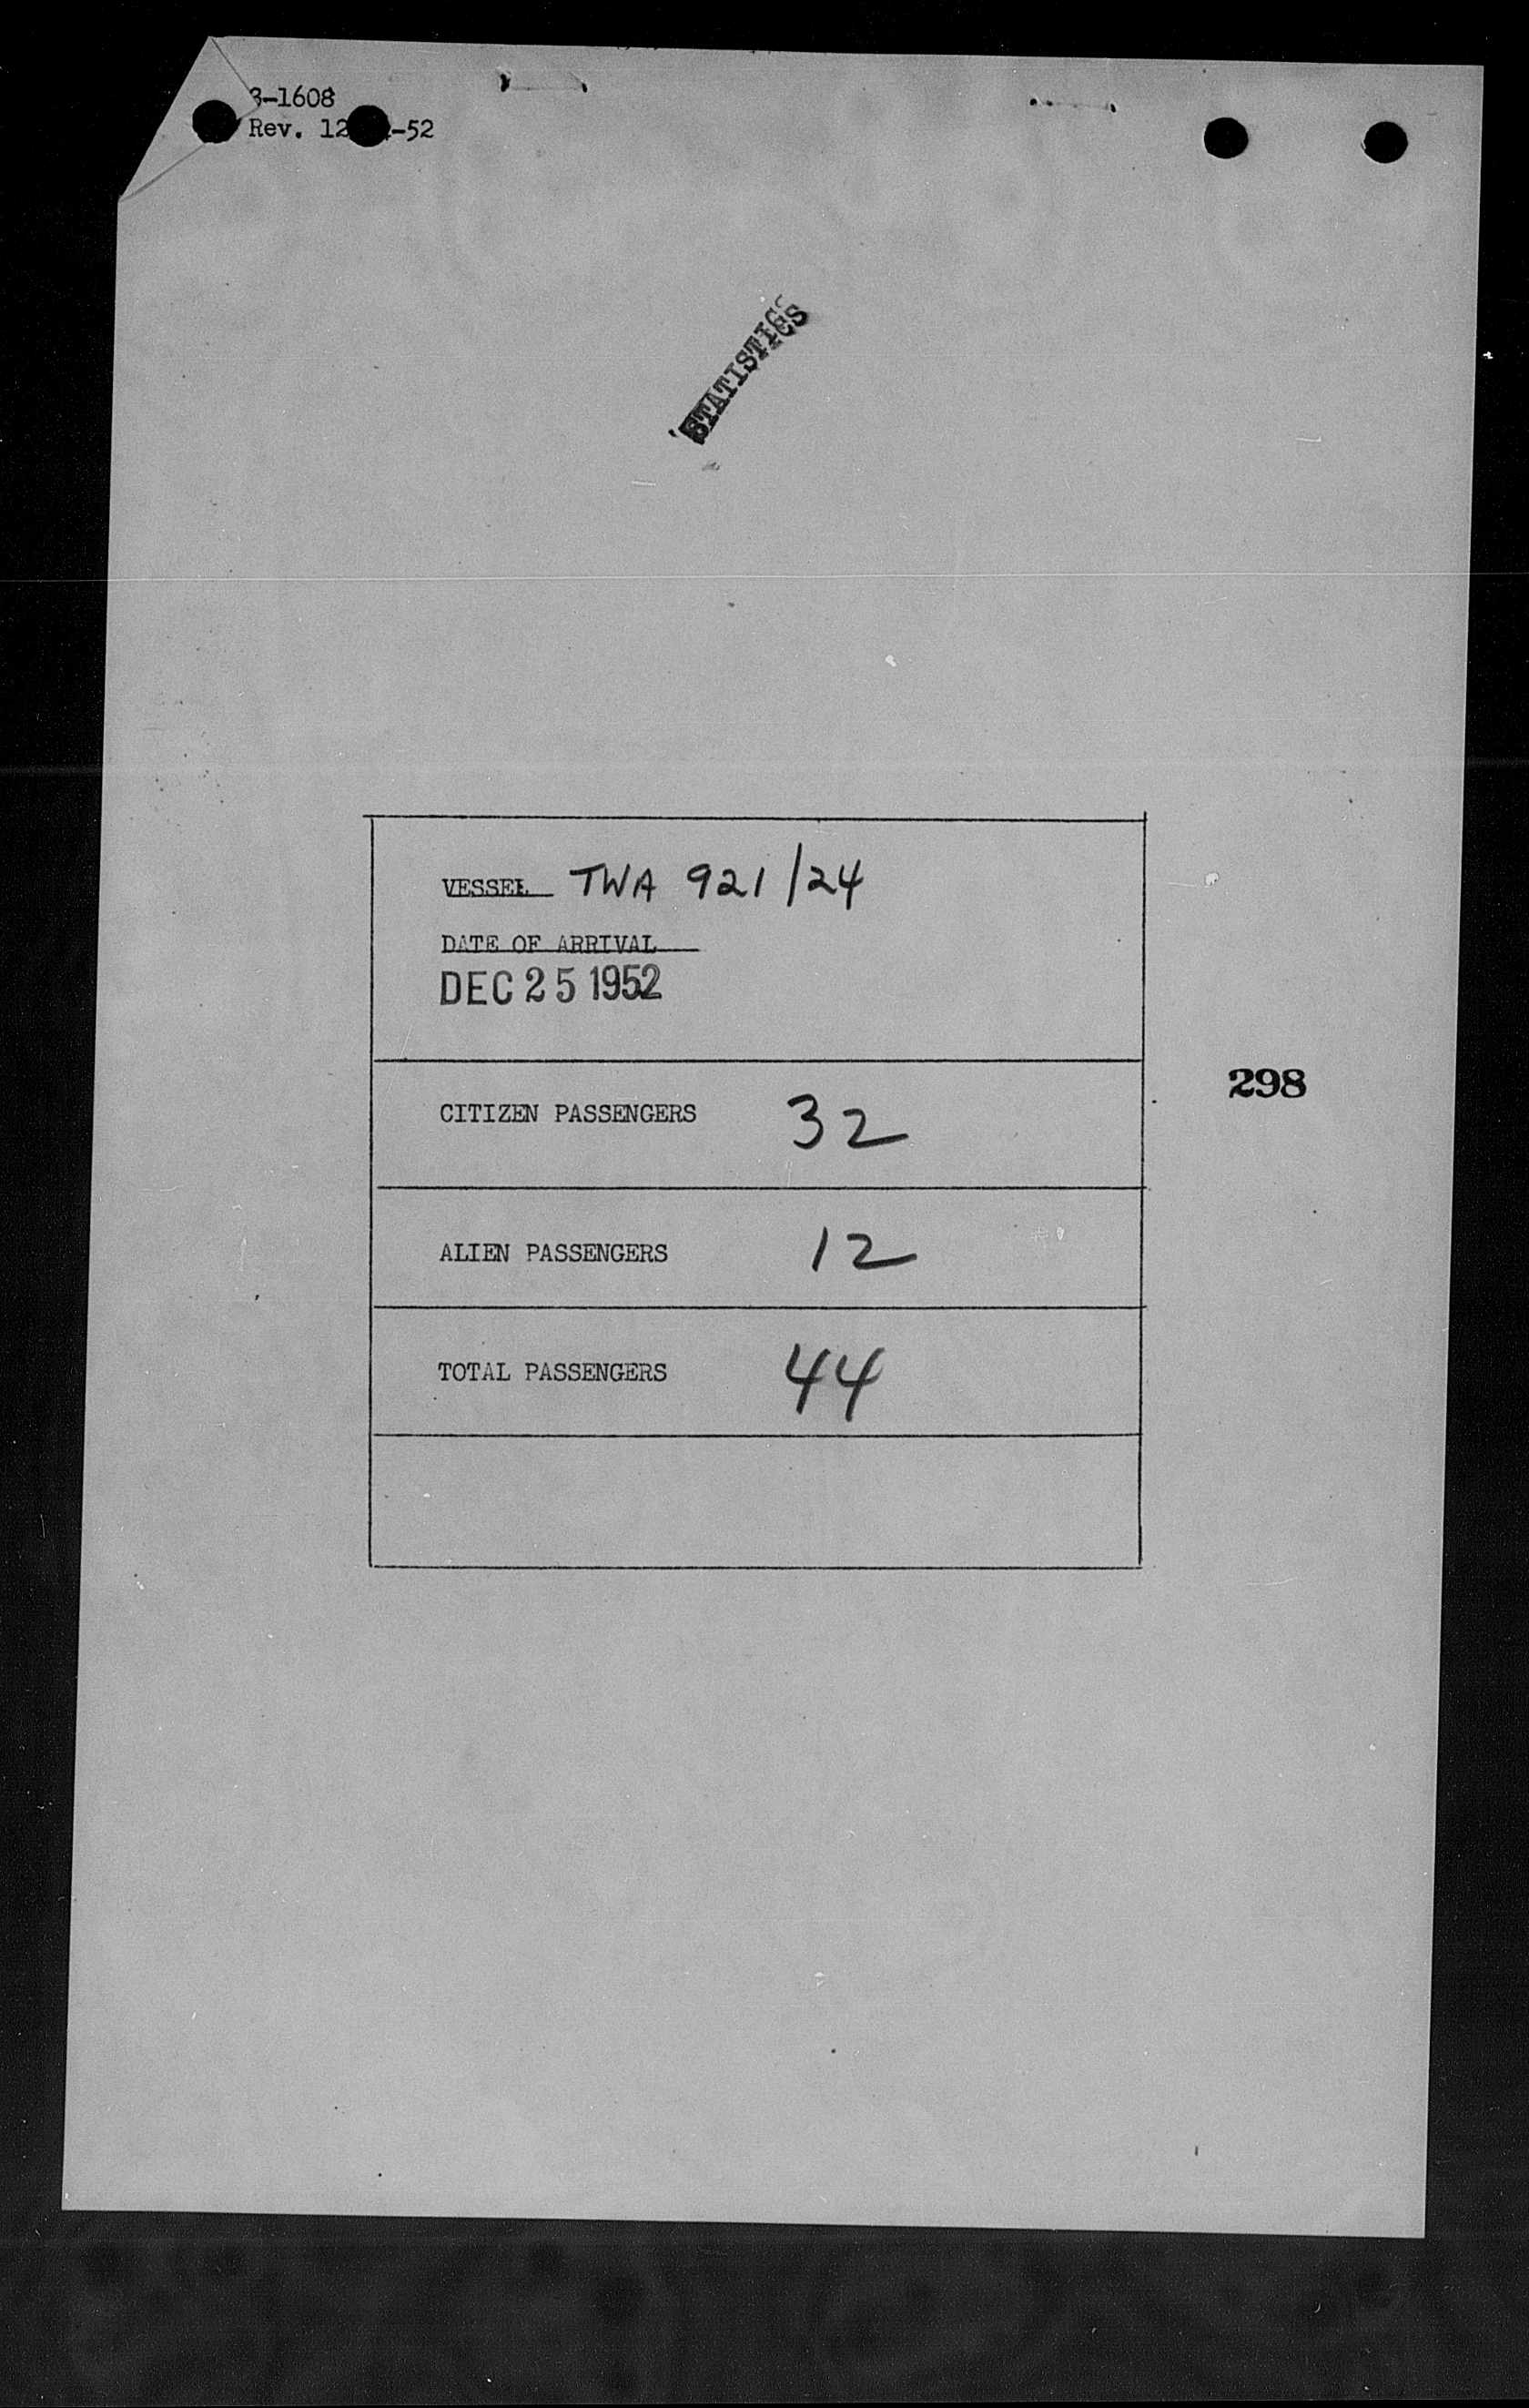 3-1608
Rev. 12 -52
STATISTICS
VESSEL TWA 921/24
DATE OF ARRIVAL
DEC 25 1952
298
CITIZEN PASSENGERS 32
ALIEN PASSENGERS 12
TOTAL PASSENGERS 44